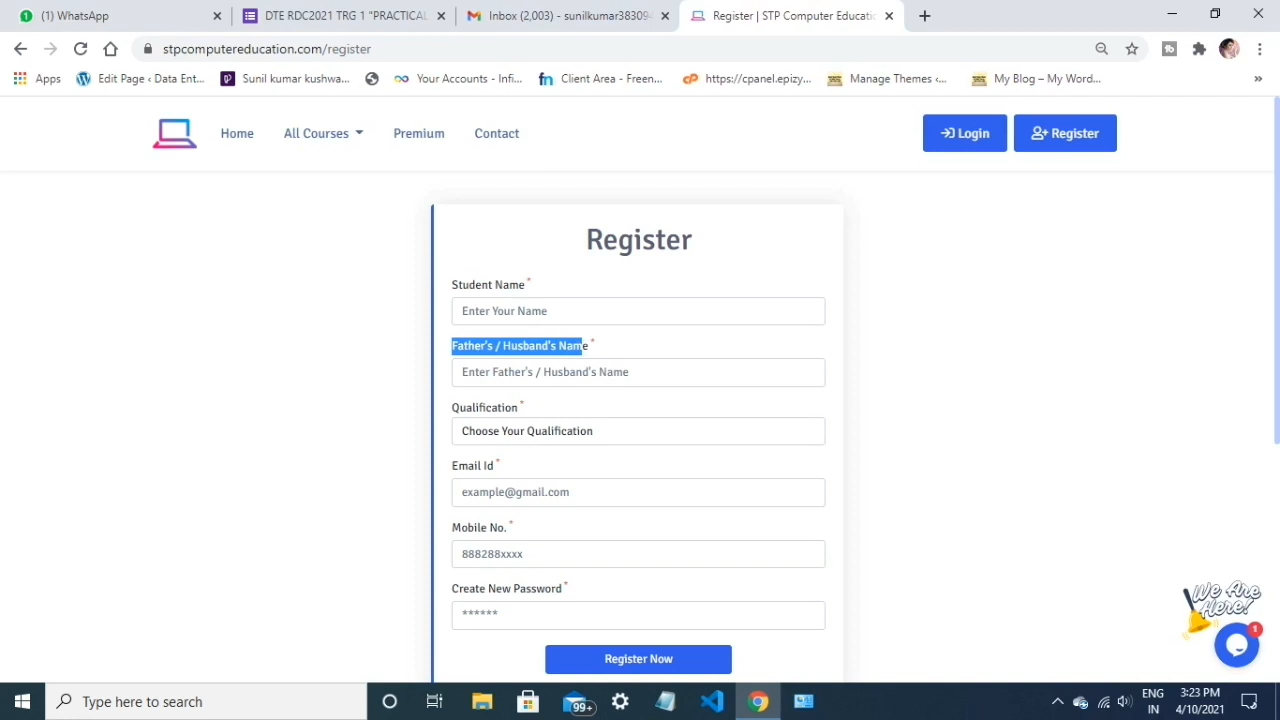 (1) WhatsApp
DTE RDC2021 TRG 1 "PRACTICAL
Inbox (2,003) - sunilkumar383094
Register | STP Computer Educatio
stpcomputereducation.com/register
Apps
Edit Page ‹ Data Ent...
Sunil kumar kushwa...
Your Accounts - Infi...
Client Area - Freen...
https://cpanel.epizy...
Manage Themes ‹...
My Blog – My Word...
Home
All Courses
Premium
Contact
Login
Register
Register
Student Name *
Enter Your Name
Father's / Husband's Name *
Enter Father's / Husband's Name
Qualification *
Choose Your Qualification
Email Id *
example@gmail.com
Mobile No. *
888288xxxx
Create New Password *
******
Register Now
We Are
Here!
1
Type here to search
99+
ENG
IN
3:23 PM
4/10/2021